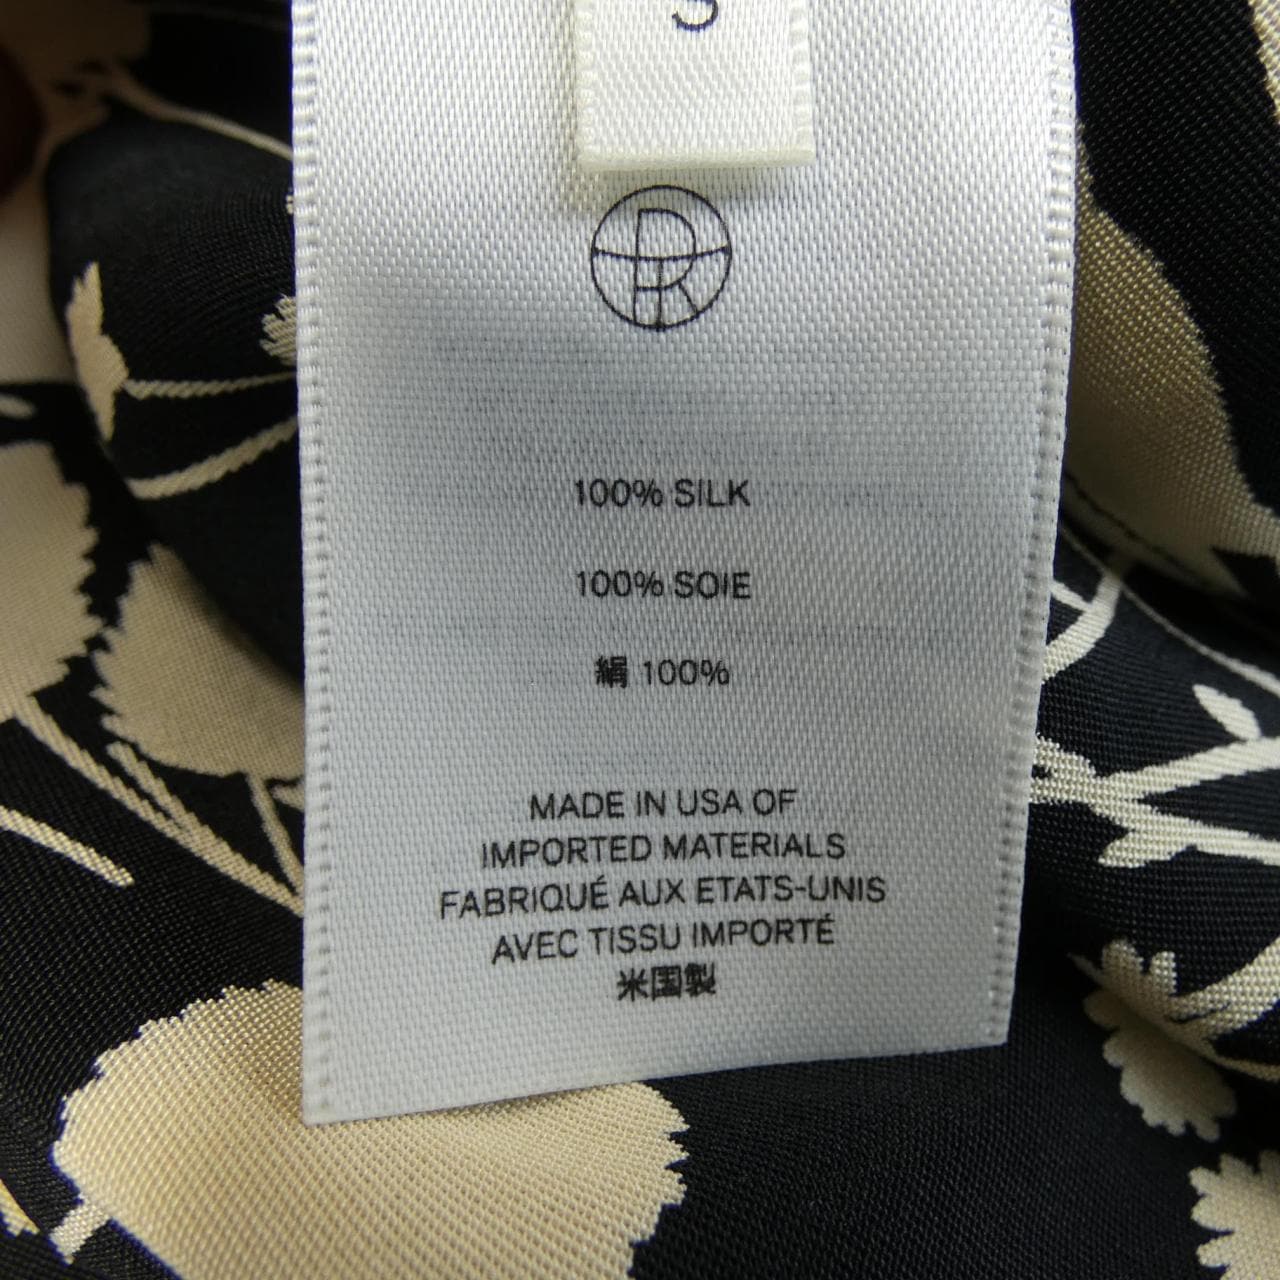 100% SILK
100% SOIE
絹 100%
MADE IN USA OF
IMPORTED MATERIALS
FABRIQUÉ AUX ETATS-UNIS
AVEC TISSU IMPORTÉ
米国製